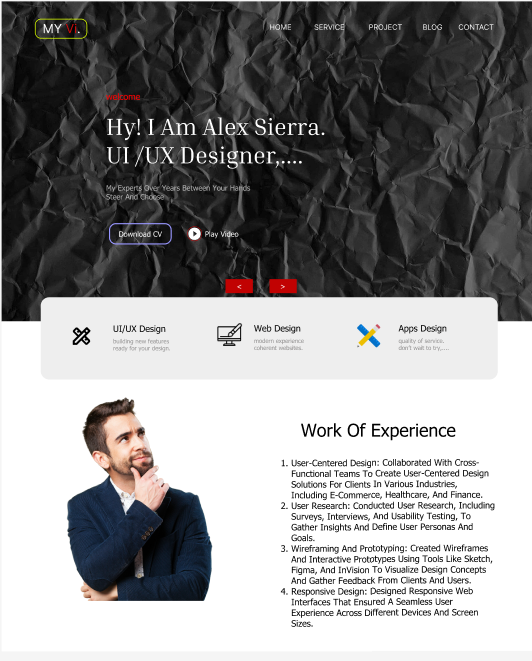 MY Vi.
HOME SERVICE PROJECT BLOG CONTACT
welcome
Hy! I Am Alex Sierra.
UI /UX Designer,....
My Experts Over Years Between Your Hands
Steer And Choose
Download CV
Play Video
< >
UI/UX Design
building new features
ready for your design.
Web Design
modern experience
coherent websites.
Apps Design
quality of service.
don't wait to try,....
Work Of Experience
1. User-Centered Design: Collaborated With Cross-
Functional Teams To Create User-Centered Design
Solutions For Clients In Various Industries,
Including E-Commerce, Healthcare, And Finance.
2. User Research: Conducted User Research, Including
Surveys, Interviews, And Usability Testing, To
Gather Insights And Define User Personas And
Goals.
3. Wireframing And Prototyping: Created Wireframes
And Interactive Prototypes Using Tools Like Sketch,
Figma, And InVision To Visualize Design Concepts
And Gather Feedback From Clients And Users.
4. Responsive Design: Designed Responsive Web
Interfaces That Ensured A Seamless User
Experience Across Different Devices And Screen
Sizes.